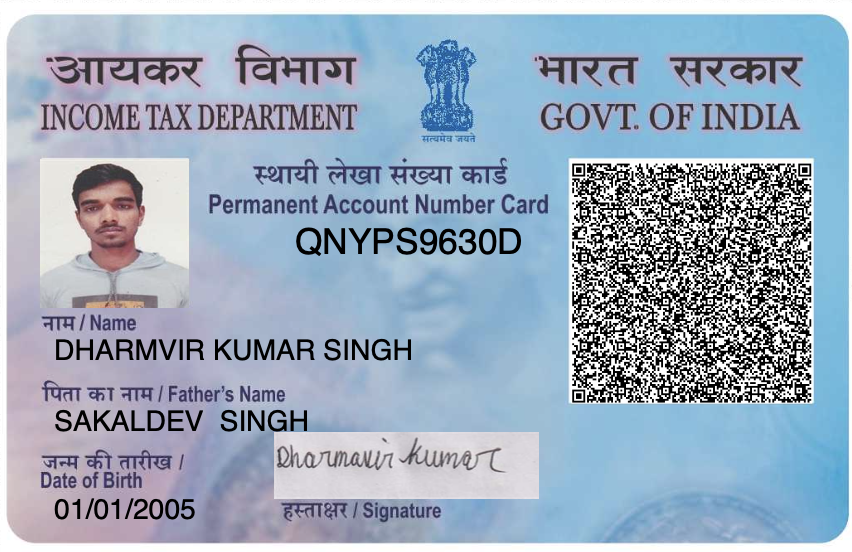 आयकर विभाग
INCOME TAX DEPARTMENT
सत्यमेव जयते
भारत सरकार
GOVT. OF INDIA
स्थायी लेखा संख्या कार्ड
Permanent Account Number Card
QNYPS9630D
नाम / Name
DHARMVIR KUMAR SINGH
पिता का नाम / Father's Name
SAKALDEV SINGH
जन्म की तारीख /
Date of Birth
01/01/2005
Dharmavir Kumar
हस्ताक्षर / Signature